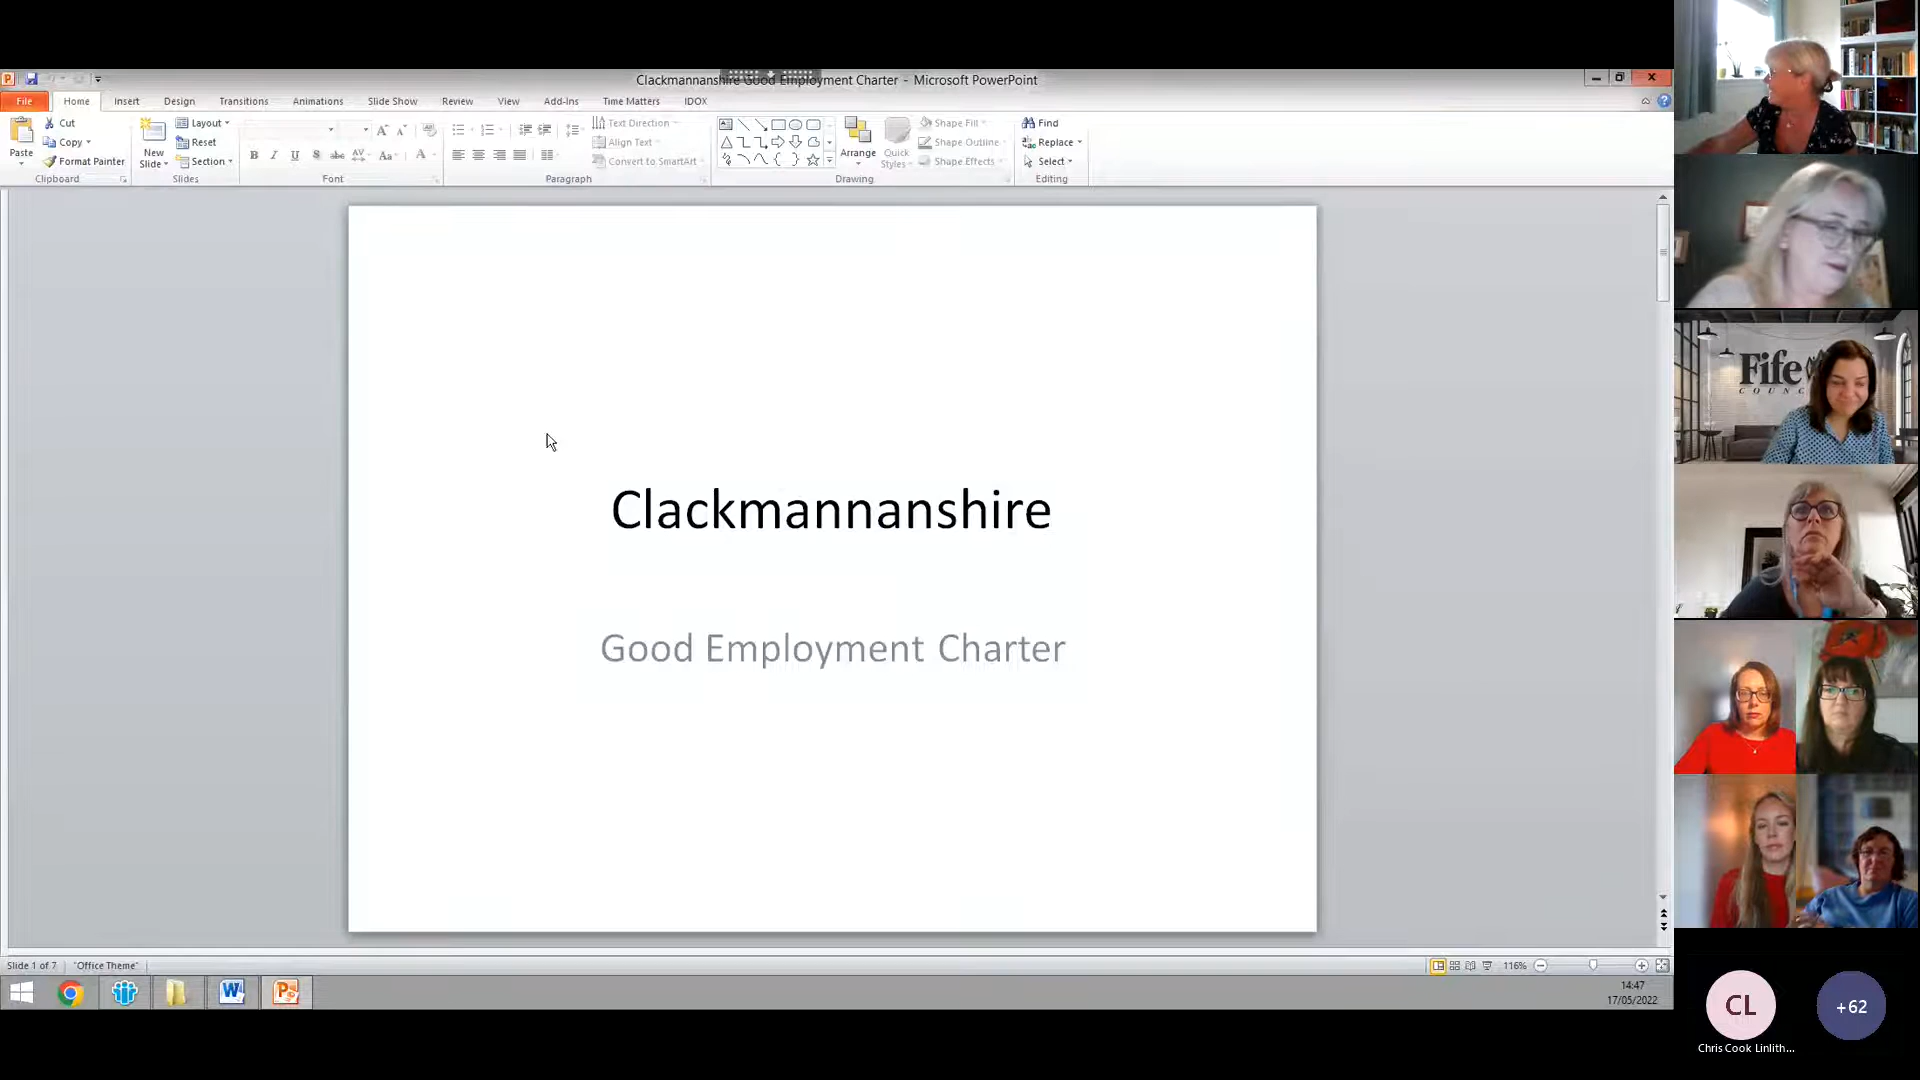 Clackmannanshire Good Employment Charter - Microsoft PowerPoint
File Home Insert Design Transitions Animations Slide Show Review View Add-Ins Time Matters IDOX
Paste
Cut
Copy
Format Painter
Clipboard
New Slide
Layout
Reset
Section
Slides
Font
Text Direction
Align Text
Convert to SmartArt
Paragraph
Arrange
Quick Styles
Shape Fill
Shape Outline
Shape Effects
Drawing
Find
Replace
Select
Editing
Clackmannanshire
Good Employment Charter
Slide 1 of 7 "Office Theme"
116%
14:47
17/05/2022
Fife
COUNC
CL
+62
Chris Cook Linlith...